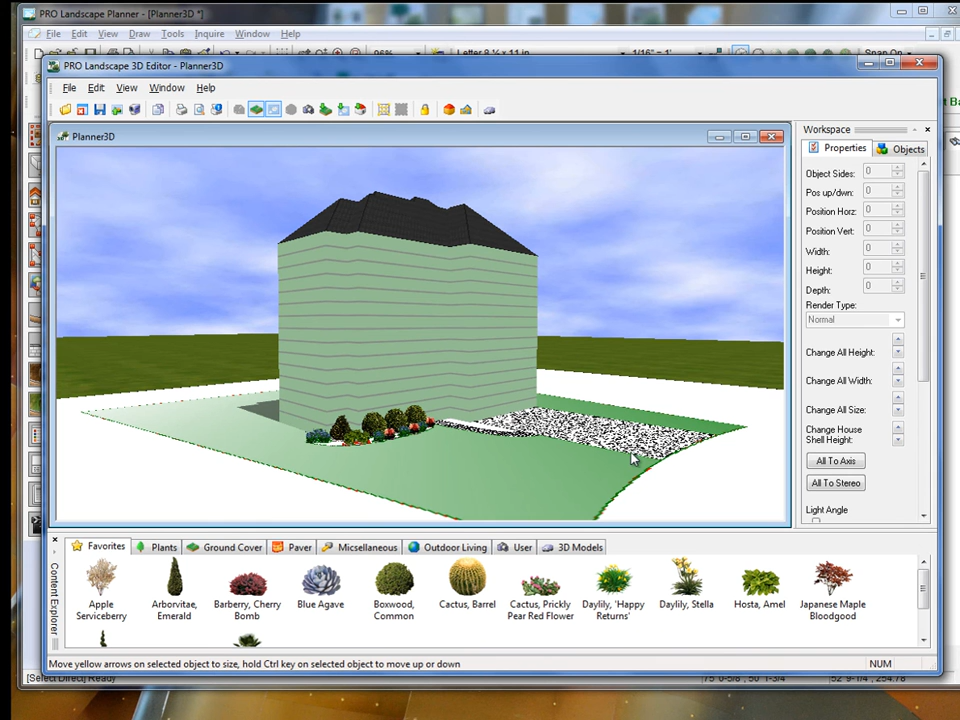 PRO Landscape Planner - [Planner3D *]
File Edit View Draw Tools Inquire Window Help
96% Letter 8 ½ x 11 in 1/16" = 1' Snap On
PRO Landscape 3D Editor - Planner3D
File Edit View Window Help
Planner3D
Workspace
Properties Objects
Object Sides: 0
Pos up/dwn: 0
Position Horz: 0
Position Vert: 0
Width: 0
Height: 0
Depth: 0
Render Type:
Normal
Change All Height:
Change All Width:
Change All Size:
Change House
Shell Height:
All To Axis
All To Stereo
Light Angle
Content Explorer
Favorites Plants Ground Cover Paver Micsellaneous Outdoor Living User 3D Models
Apple Serviceberry
Arborvitae, Emerald
Barberry, Cherry Bomb
Blue Agave
Boxwood, Common
Cactus, Barrel
Cactus, Prickly Pear Red Flower
Daylily, 'Happy Returns'
Daylily, Stella
Hosta, Amel
Japanese Maple Bloodgood
Move yellow arrows on selected object to size, hold Ctrl key on selected object to move up or down NUM
[Select Direct] Ready